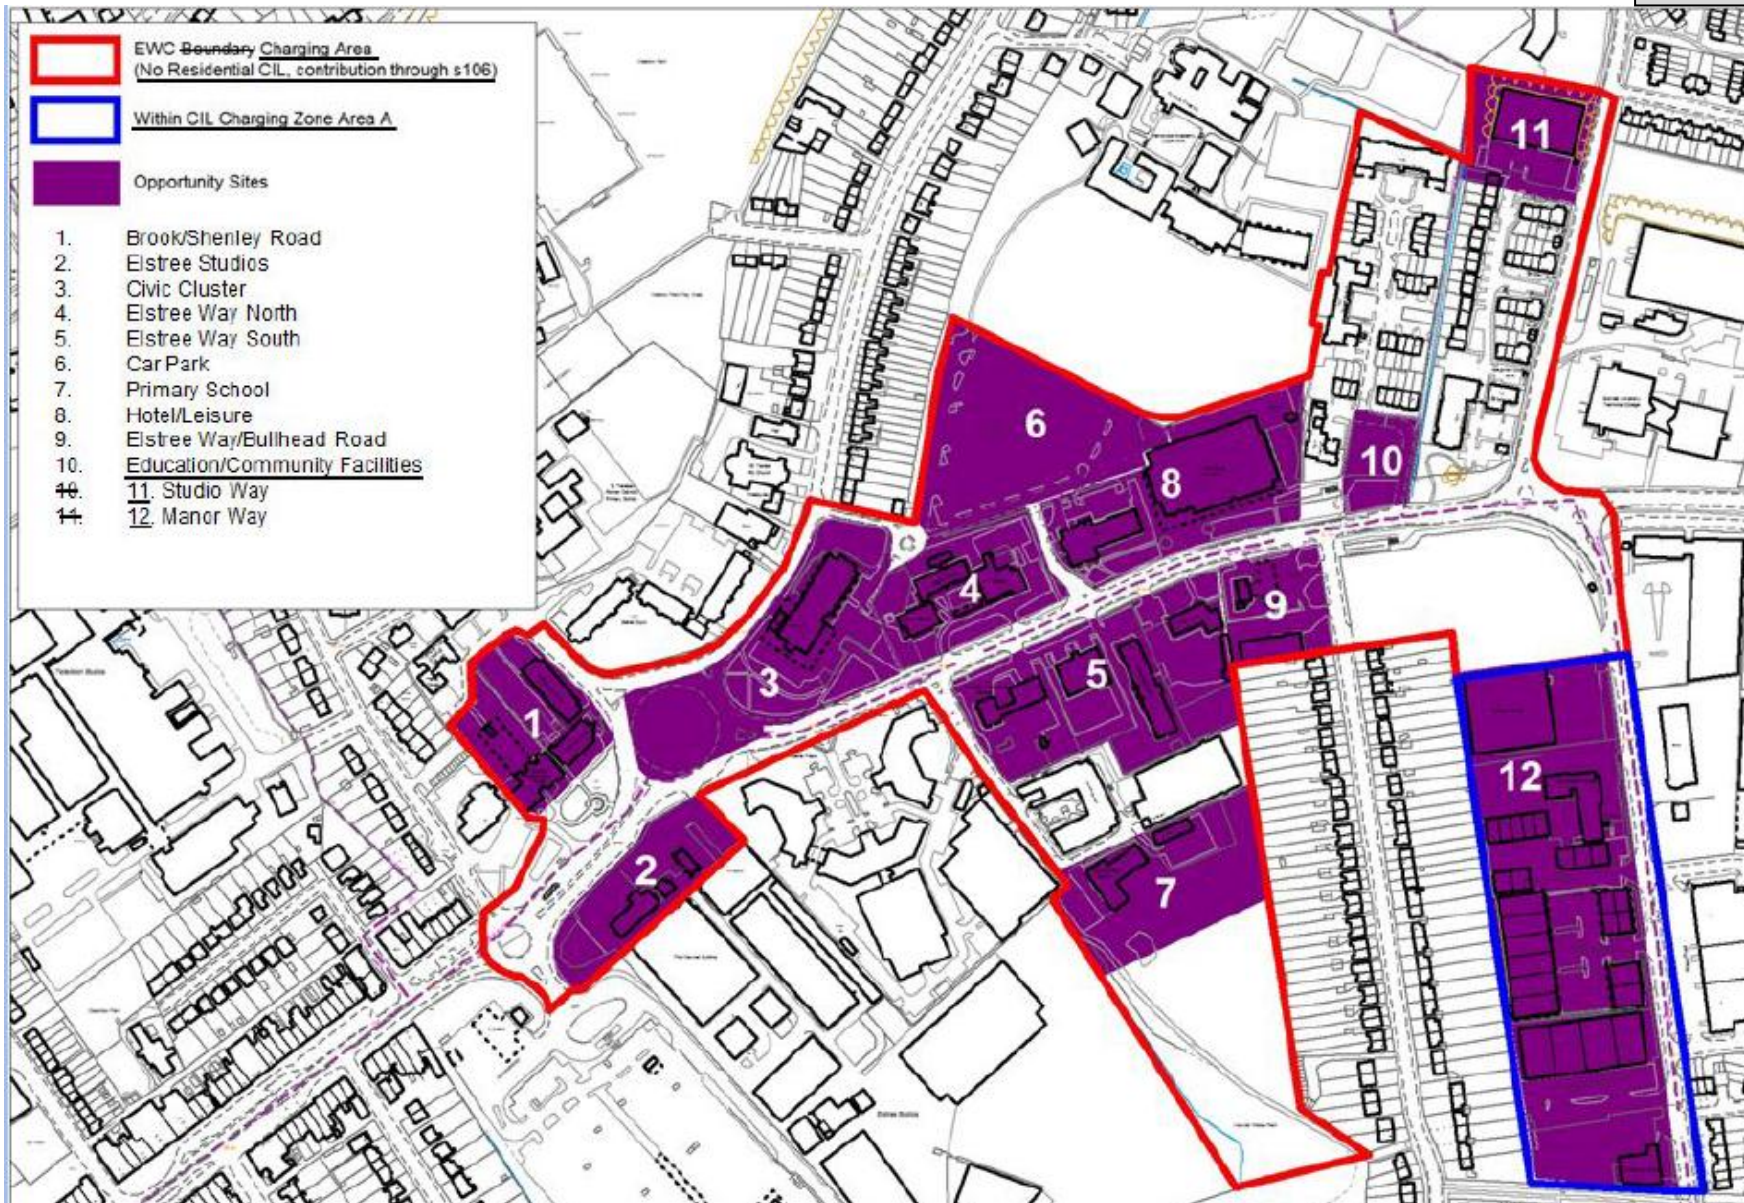 EWC Boundary Charging Area
(No Residential CIL, contribution through s106)
Within CIL Charging Zone Area A
Opportunity Sites
1. Brook/Shenley Road
2. Elstree Studios
3. Civic Cluster
4. Elstree Way North
5. Elstree Way South
6. Car Park
7. Primary School
8. Hotel/Leisure
9. Elstree Way/Bullhead Road
10. Education/Community Facilities
10. 11. Studio Way
11. 12. Manor Way
11
6
10
8
4
9
3
5
1
12
2
7
Elstree Studios